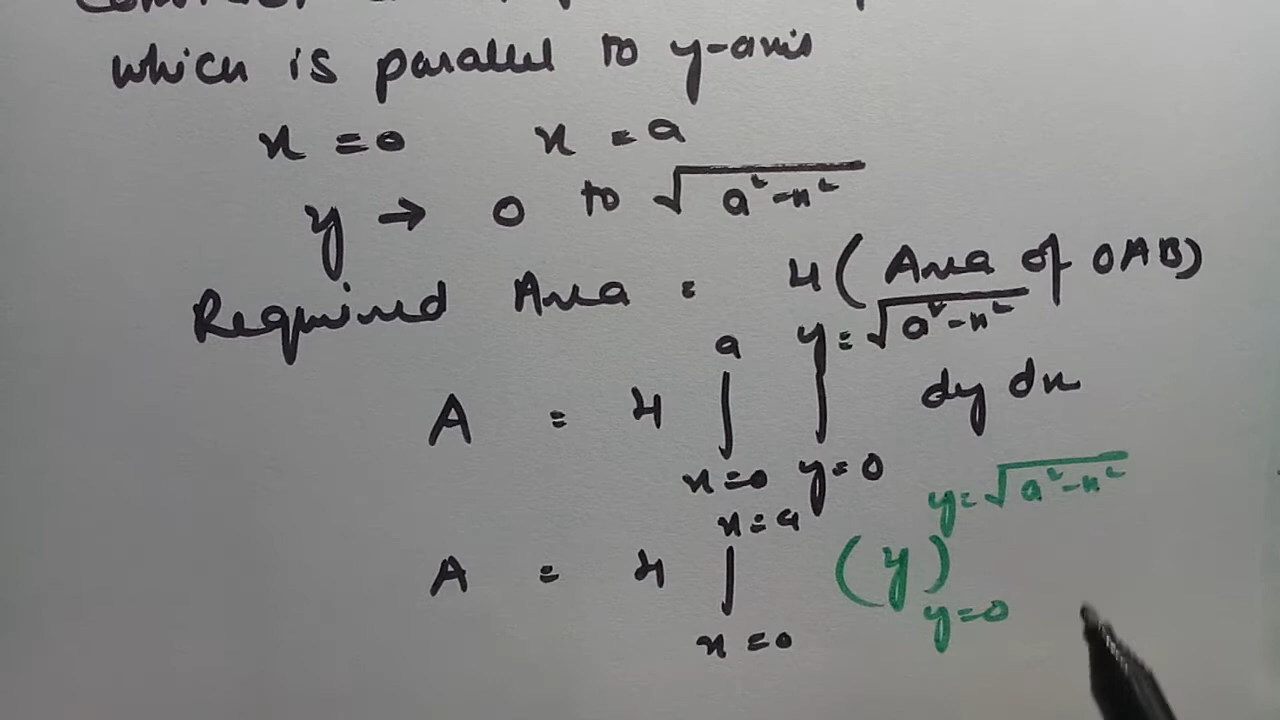 which is parallel to y-axis
x = 0 x = a
y → 0 to √(a²-x²)
Required Area = 4 ( Area of OAB)
A = 4 ∫_{x=0}^{a} ∫_{y=0}^{y=√(a²-x²)} dy dx
A = 4 ∫_{x=0}^{x=a} (y)_{y=0}^{y=√(a²-x²)}